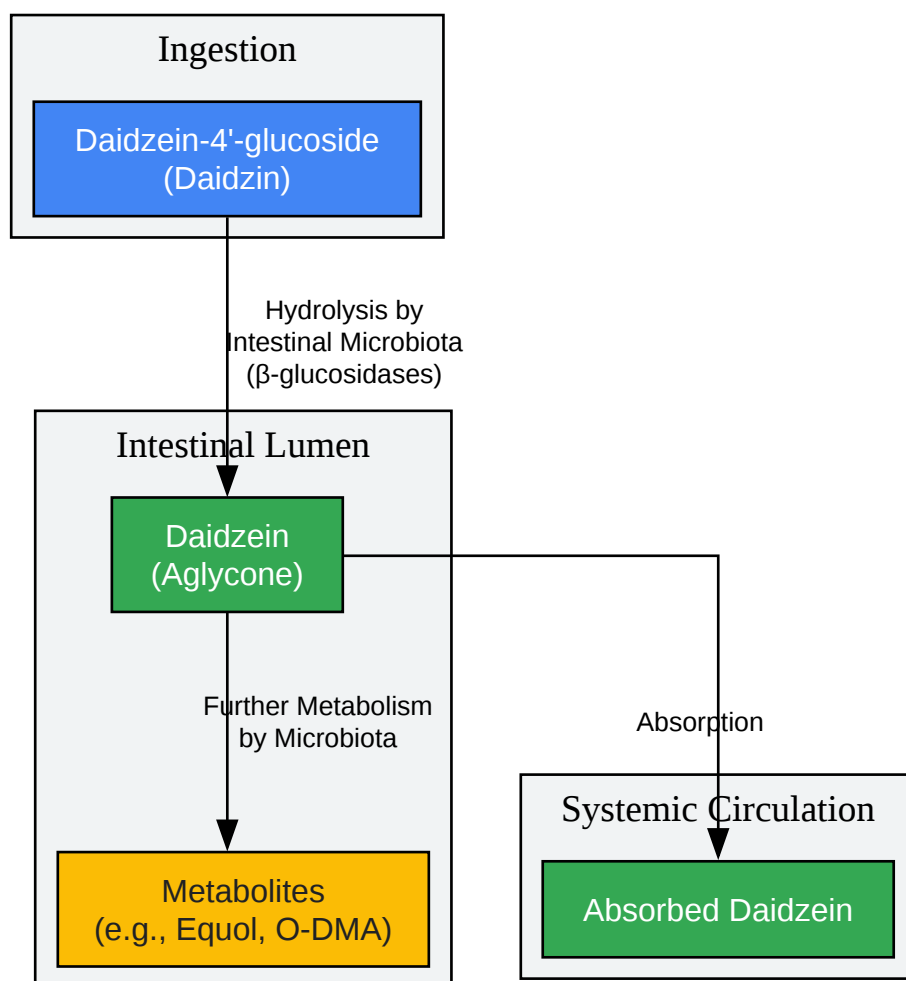 Ingestion
Daidzein-4'-glucoside
(Daidzin)
Hydrolysis by
Intestinal Microbiota
(β-glucosidases)
Intestinal Lumen
Daidzein
(Aglycone)
Further Metabolism
by Microbiota
Absorption
Systemic Circulation
Metabolites
(e.g., Equol, O-DMA)
Absorbed Daidzein